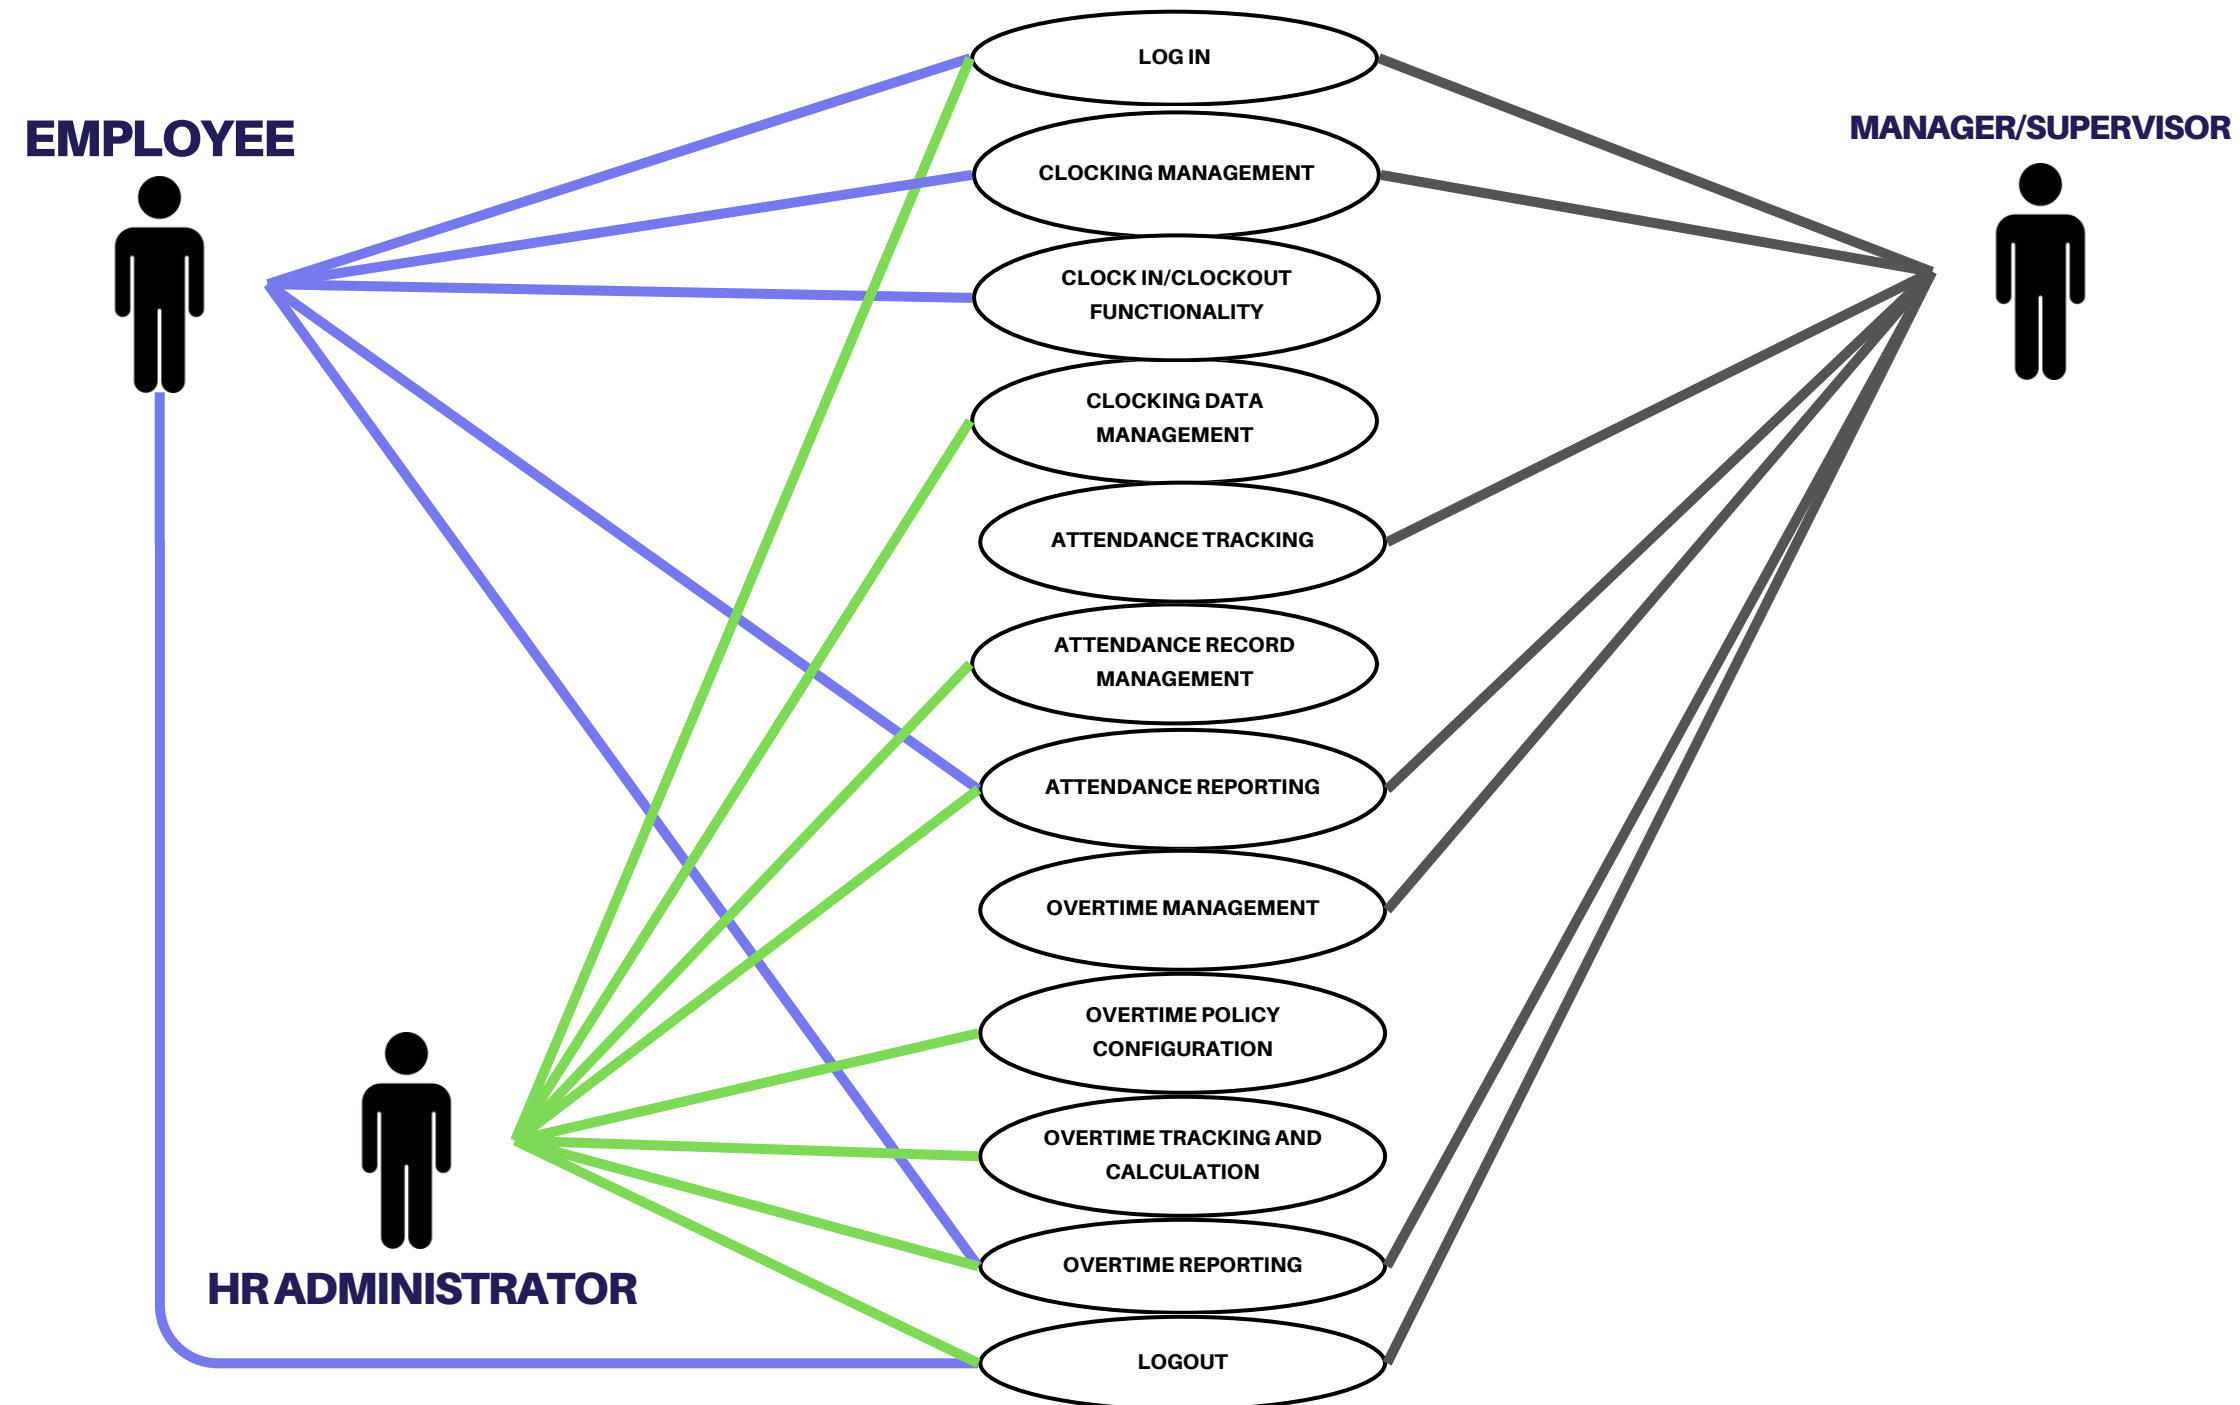 LOG IN
EMPLOYEE
MANAGER/SUPERVISOR
CLOCKING MANAGEMENT
CLOCK IN/CLOCKOUT
FUNCTIONALITY
CLOCKING DATA
MANAGEMENT
ATTENDANCE TRACKING
ATTENDANCE RECORD
MANAGEMENT
ATTENDANCE REPORTING
OVERTIME MANAGEMENT
OVERTIME POLICY
CONFIGURATION
OVERTIME TRACKING AND
CALCULATION
OVERTIME REPORTING
HR ADMINISTRATOR
LOGOUT